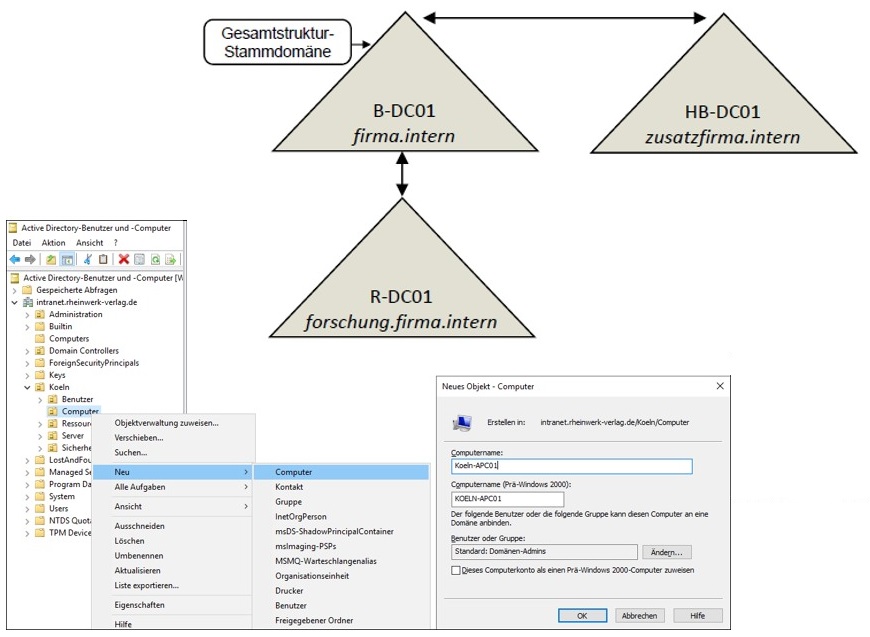 Gesamtstruktur-
Stammdomäne
B-DC01
firma.intern
HB-DC01
zusatzfirma.intern
R-DC01
forschung.firma.intern
Active Directory-Benutzer und -Computer
Datei Aktion Ansicht ?
Active Directory-Benutzer und -Computer [W
Gespeicherte Abfragen
intranet.rheinwerk-verlag.de
Administration
Builtin
Computers
Domain Controllers
ForeignSecurityPrincipals
Keys
Koeln
Benutzer
Computer
Ressour
Server
Sicherhe
LostAndFou
Managed Se
Program Da
System
Users
NTDS Quota
TPM Device
Objektverwaltung zuweisen...
Verschieben...
Suchen...
Neu
Alle Aufgaben
Ansicht
Ausschneiden
Löschen
Umbenennen
Aktualisieren
Liste exportieren...
Eigenschaften
Hilfe
Computer
Kontakt
Gruppe
InetOrgPerson
msDS-ShadowPrincipalContainer
msImaging-PSPs
MSMQ-Warteschlangenalias
Organisationseinheit
Drucker
Benutzer
Freigegebener Ordner
Neues Objekt - Computer
Erstellen in: intranet.rheinwerk-verlag.de/Koeln/Computer
Computername:
Koeln-APC01
Computername (Prä-Windows 2000):
KOELN-APC01
Der folgende Benutzer oder die folgende Gruppe kann diesen Computer an eine
Domäne anbinden.
Benutzer oder Gruppe:
Standard: Domänen-Admins Ändern...
Dieses Computerkonto als einen Prä-Windows 2000-Computer zuweisen
OK Abbrechen Hilfe